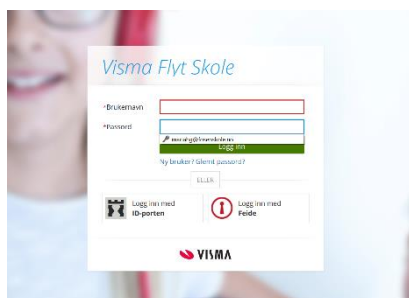 Visma Flyt Skole
*Brukernavn
*Passord
Logg inn
Ny bruker? Glemt passord?
ELLER
Logg inn med
ID-porten
Logg inn med
Feide
VISMA